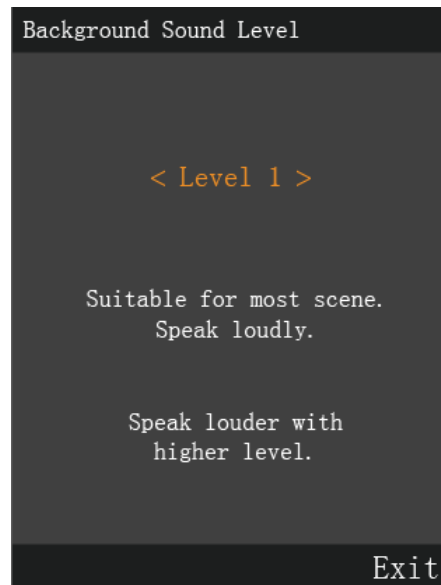 Background Sound Level
< Level 1 >
Suitable for most scene.
Speak loudly.
Speak louder with
higher level.
Exit